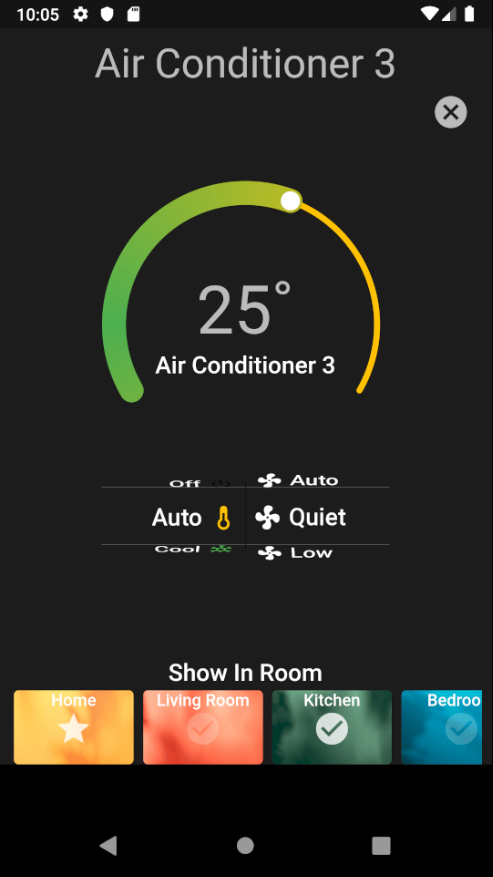 10:05
Air Conditioner 3
25°
Air Conditioner 3
Off Auto
Auto Quiet
Cool Low
Show In Room
Home Living Room Kitchen Bedroo